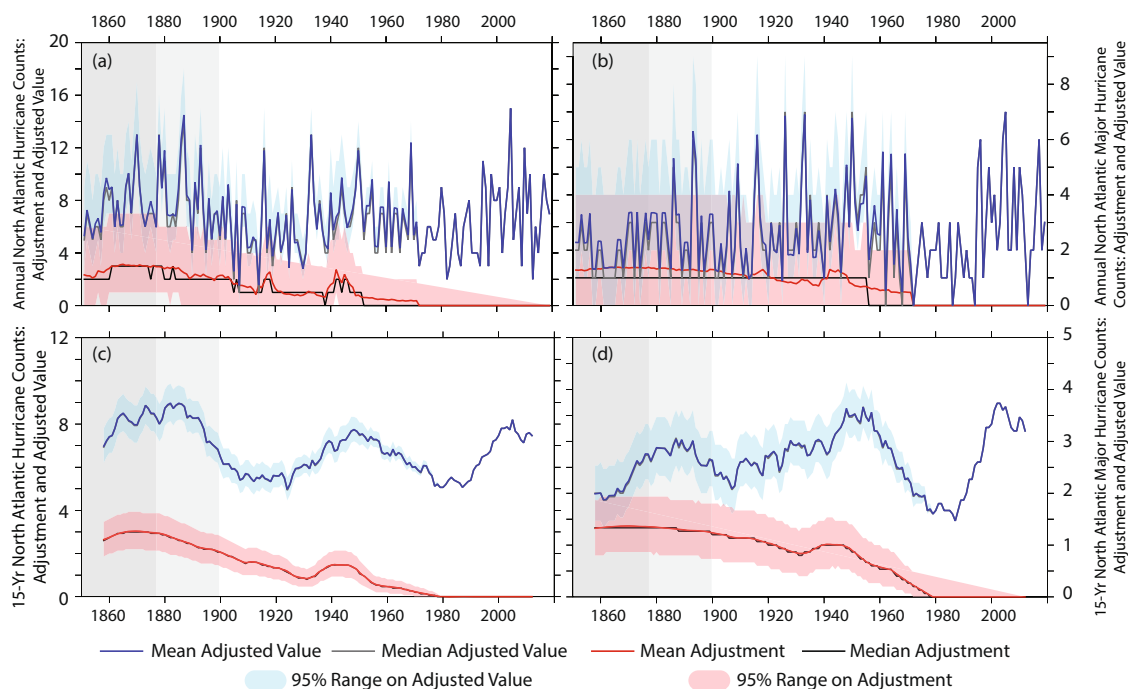 1860 1880 1900 1920 1940 1960 1980 2000 1860 1880 1900 1920 1940 1960 1980 2000
Annual North Atlantic Hurricane Counts:
Adjustment and Adjusted Value
20
16
12
8
4
0
(a)
(b)
8
6
4
2
0
Annual North Atlantic Major Hurricane
Counts: Adjustment and Adjusted Value
15-Yr North Atlantic Hurricane Counts:
Adjustment and Adjusted Value
12
8
4
0
(c)
(d)
5
4
3
2
1
0
15-Yr North Atlantic Major Hurricane Counts:
Adjustment and Adjusted Value
1860 1880 1900 1920 1940 1960 1980 2000 1860 1880 1900 1920 1940 1960 1980 2000
Mean Adjusted Value Median Adjusted Value Mean Adjustment Median Adjustment
95% Range on Adjusted Value 95% Range on Adjustment